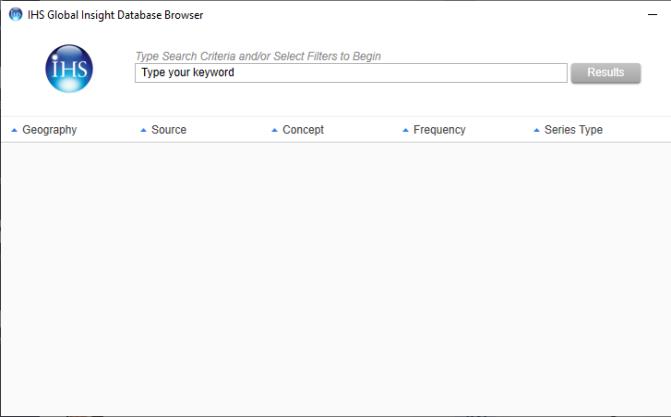 IHS Global Insight Database Browser
IHS
Type Search Criteria and/or Select Filters to Begin
Type your keyword
Results
Geography
Source
Concept
Frequency
Series Type